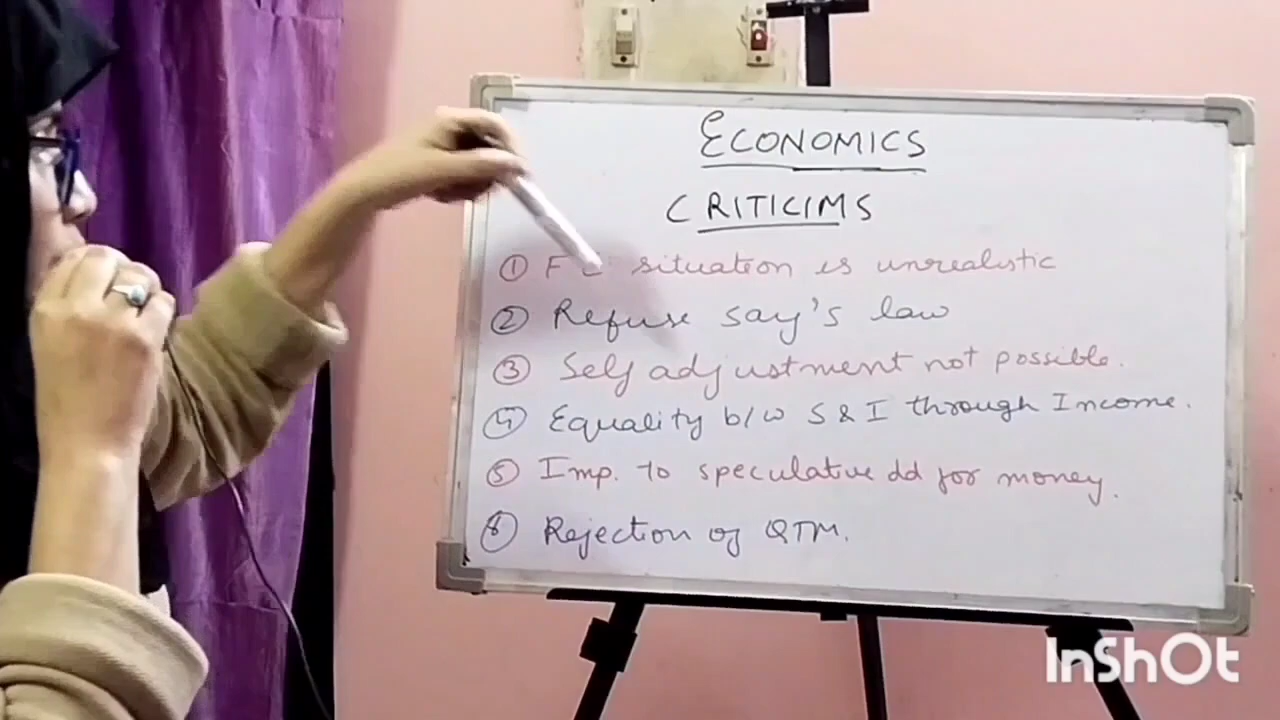 ECONOMICS
CRITICIMS
① F situation is unrealistic
② Refuse say's law
③ Self adjustment not possible.
④ Equality b/w S & I through Income.
⑤ Imp. to speculative dd for money.
⑥ Rejection of QTM.
InShOt